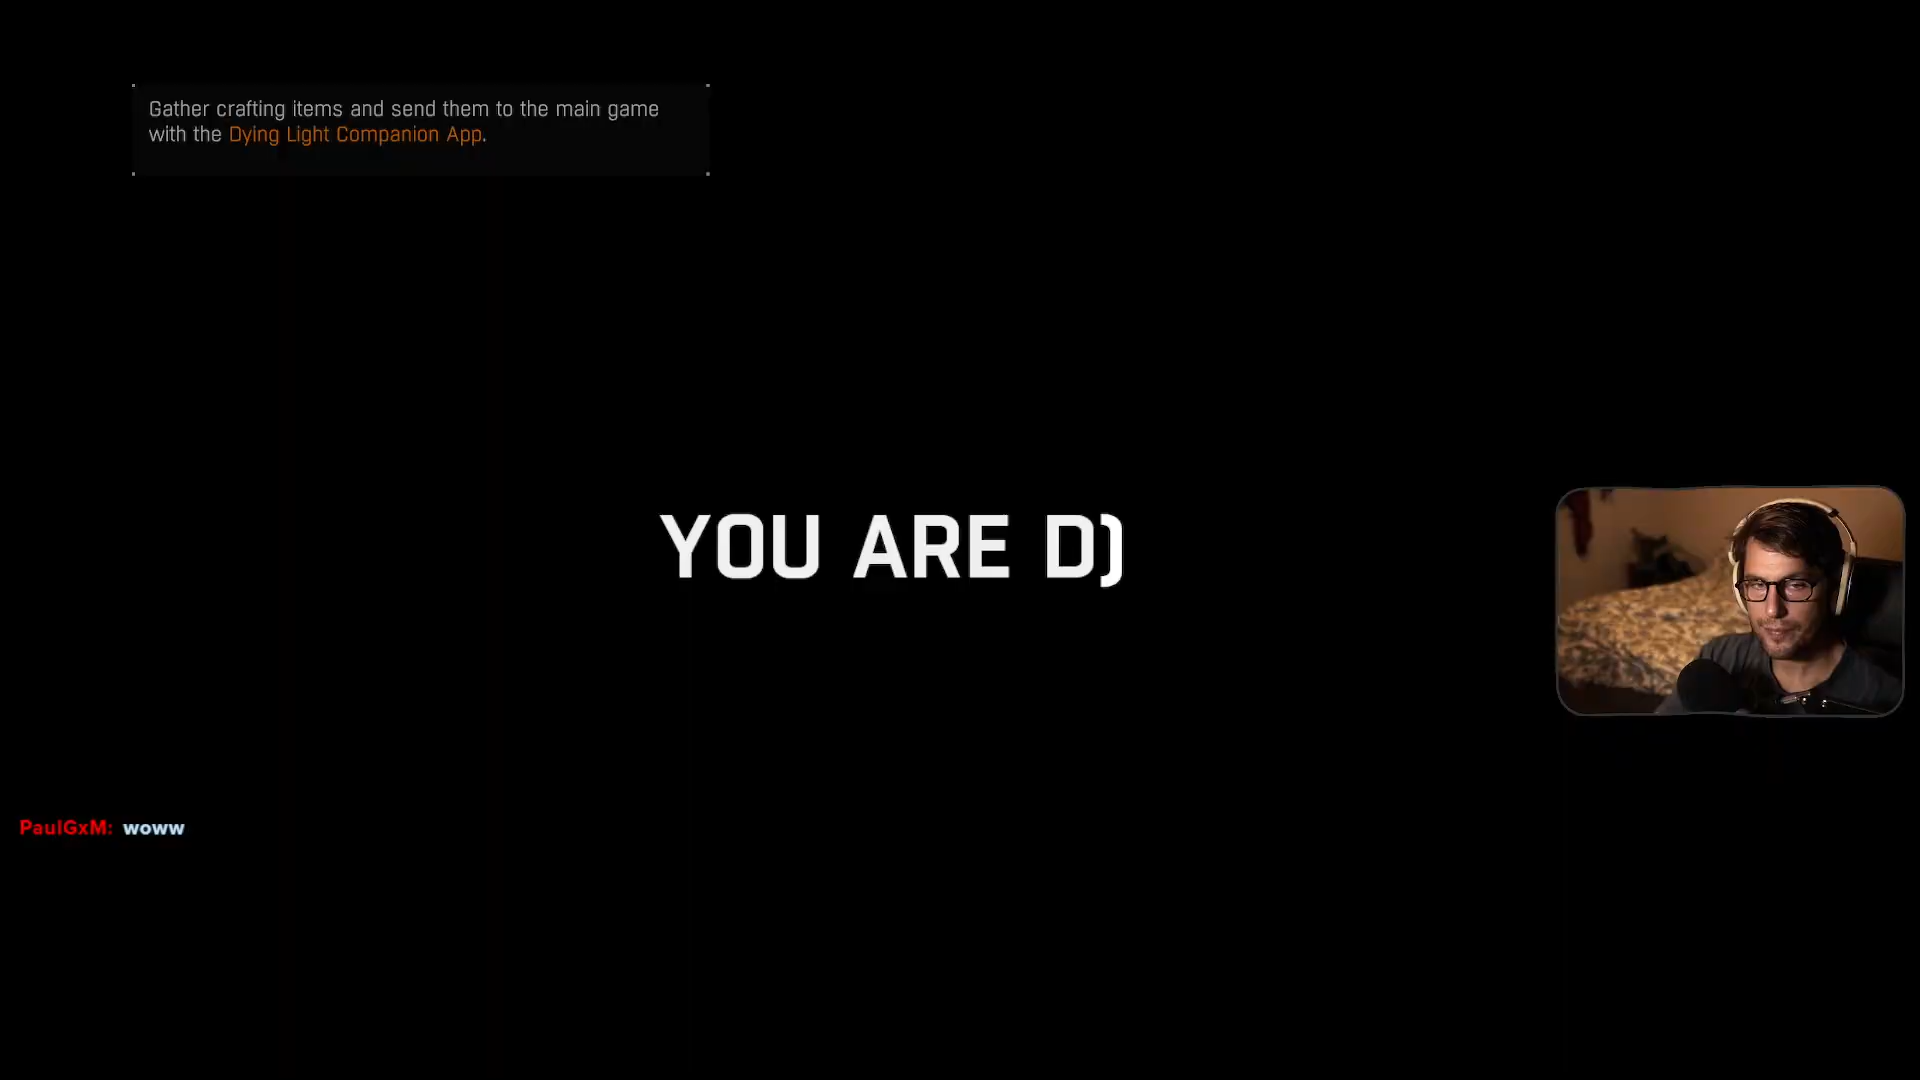 Gather crafting items and send them to the main game
with the Dying Light Companion App.
YOU ARE D)
PaulGxM: woww